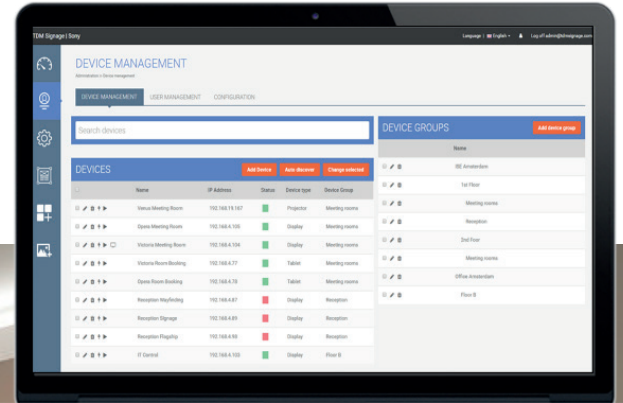 TDM Signage | Sony
Language | English
Log off admin@tdmsignage.com
DEVICE MANAGEMENT
Administration > Device management
DEVICE MANAGEMENT USER MANAGEMENT CONFIGURATION
Search devices
DEVICES Add Device Auto discover Change selected
Name IP Address Status Device type Device Group
Venus Meeting Room 192.168.19.167 Projector Meeting rooms
Opera Meeting Room 192.168.4.105 Display Meeting rooms
Victoria Meeting Room 192.168.4.104 Display Meeting rooms
Victoria Room Booking 192.168.4.77 Tablet Meeting rooms
Opera Room Booking 192.168.4.78 Tablet Meeting rooms
Reception Wayfinding 192.168.4.87 Display Reception
Reception Signage 192.168.4.89 Display Reception
Reception Flagship 192.168.4.90 Display Reception
IT Central 192.168.4.100 Display Floor B
DEVICE GROUPS Add device group
Name
IBE Amsterdam
1st Floor
Meeting rooms
Reception
2nd Floor
Meeting rooms
Office Amsterdam
Floor B